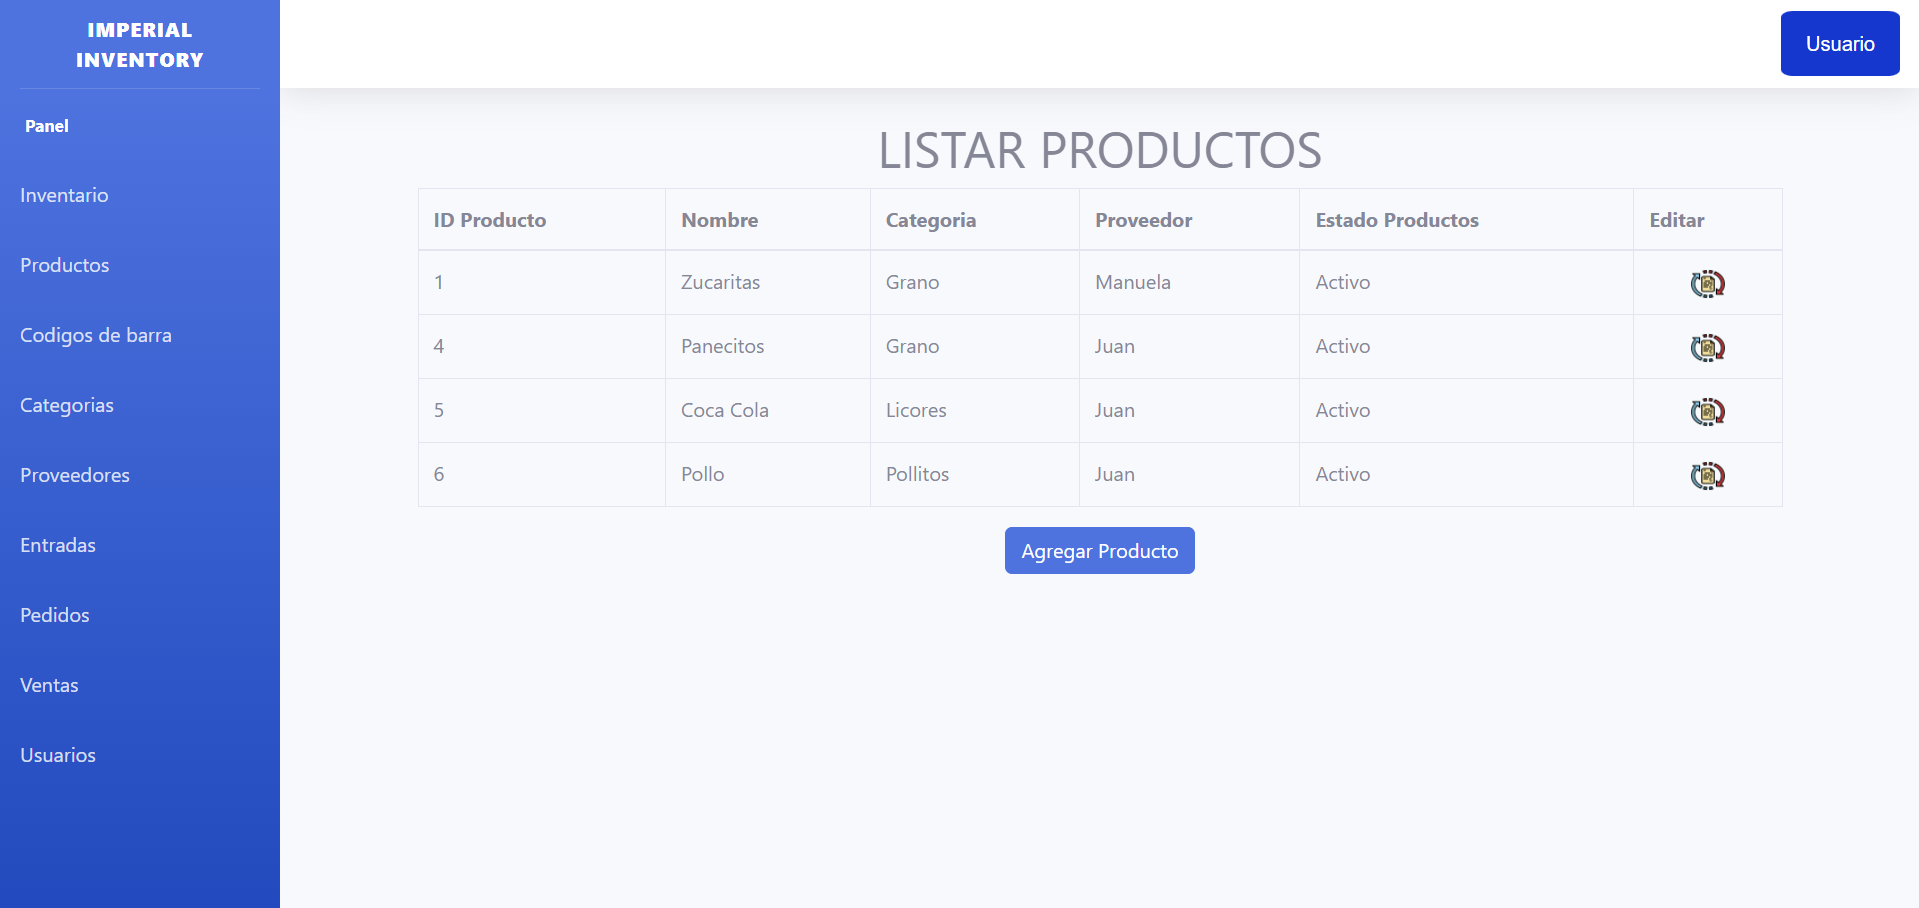 IMPERIAL
INVENTORY
Usuario
Panel
Inventario
Productos
Codigos de barra
Categorias
Proveedores
Entradas
Pedidos
Ventas
Usuarios
LISTAR PRODUCTOS
ID Producto Nombre Categoria Proveedor Estado Productos Editar
1 Zucaritas Grano Manuela Activo
4 Panecitos Grano Juan Activo
5 Coca Cola Licores Juan Activo
6 Pollo Pollitos Juan Activo
Agregar Producto